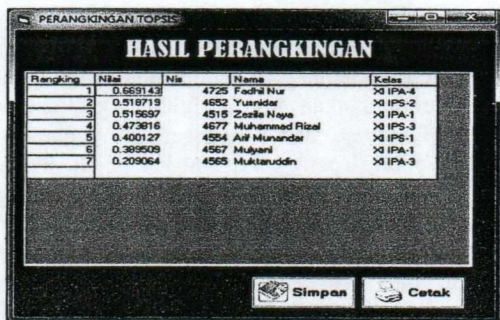 PERANGKINGAN TOPSIS
HASIL PERANGKINGAN
Rangking Nilai Nis Nama Kelas
1 0.669143 4725 Fadhil Nur XI IPA-4
2 0.518719 4652 Yusnidar XI IPS-2
3 0.515697 4515 Zezila Naya XI IPA-1
4 0.473816 4677 Muhammad Rizal XI IPS-3
5 0.400127 4554 Arif Munandar XI IPS-1
6 0.389509 4567 Mulyani XI IPA-1
7 0.209064 4565 Muktaruddin XI IPA-3
Simpan Cetak